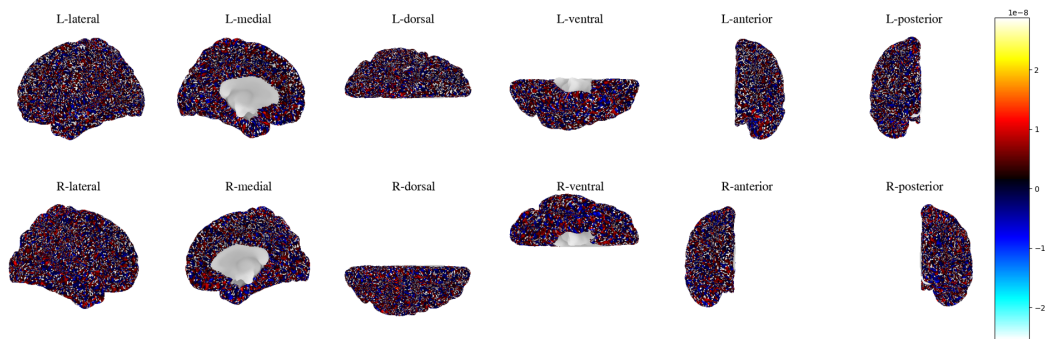 1e−8
L-lateral L-medial L-dorsal L-ventral L-anterior L-posterior
2
1
R-lateral R-medial R-dorsal R-ventral R-anterior R-posterior
0
−1
−2